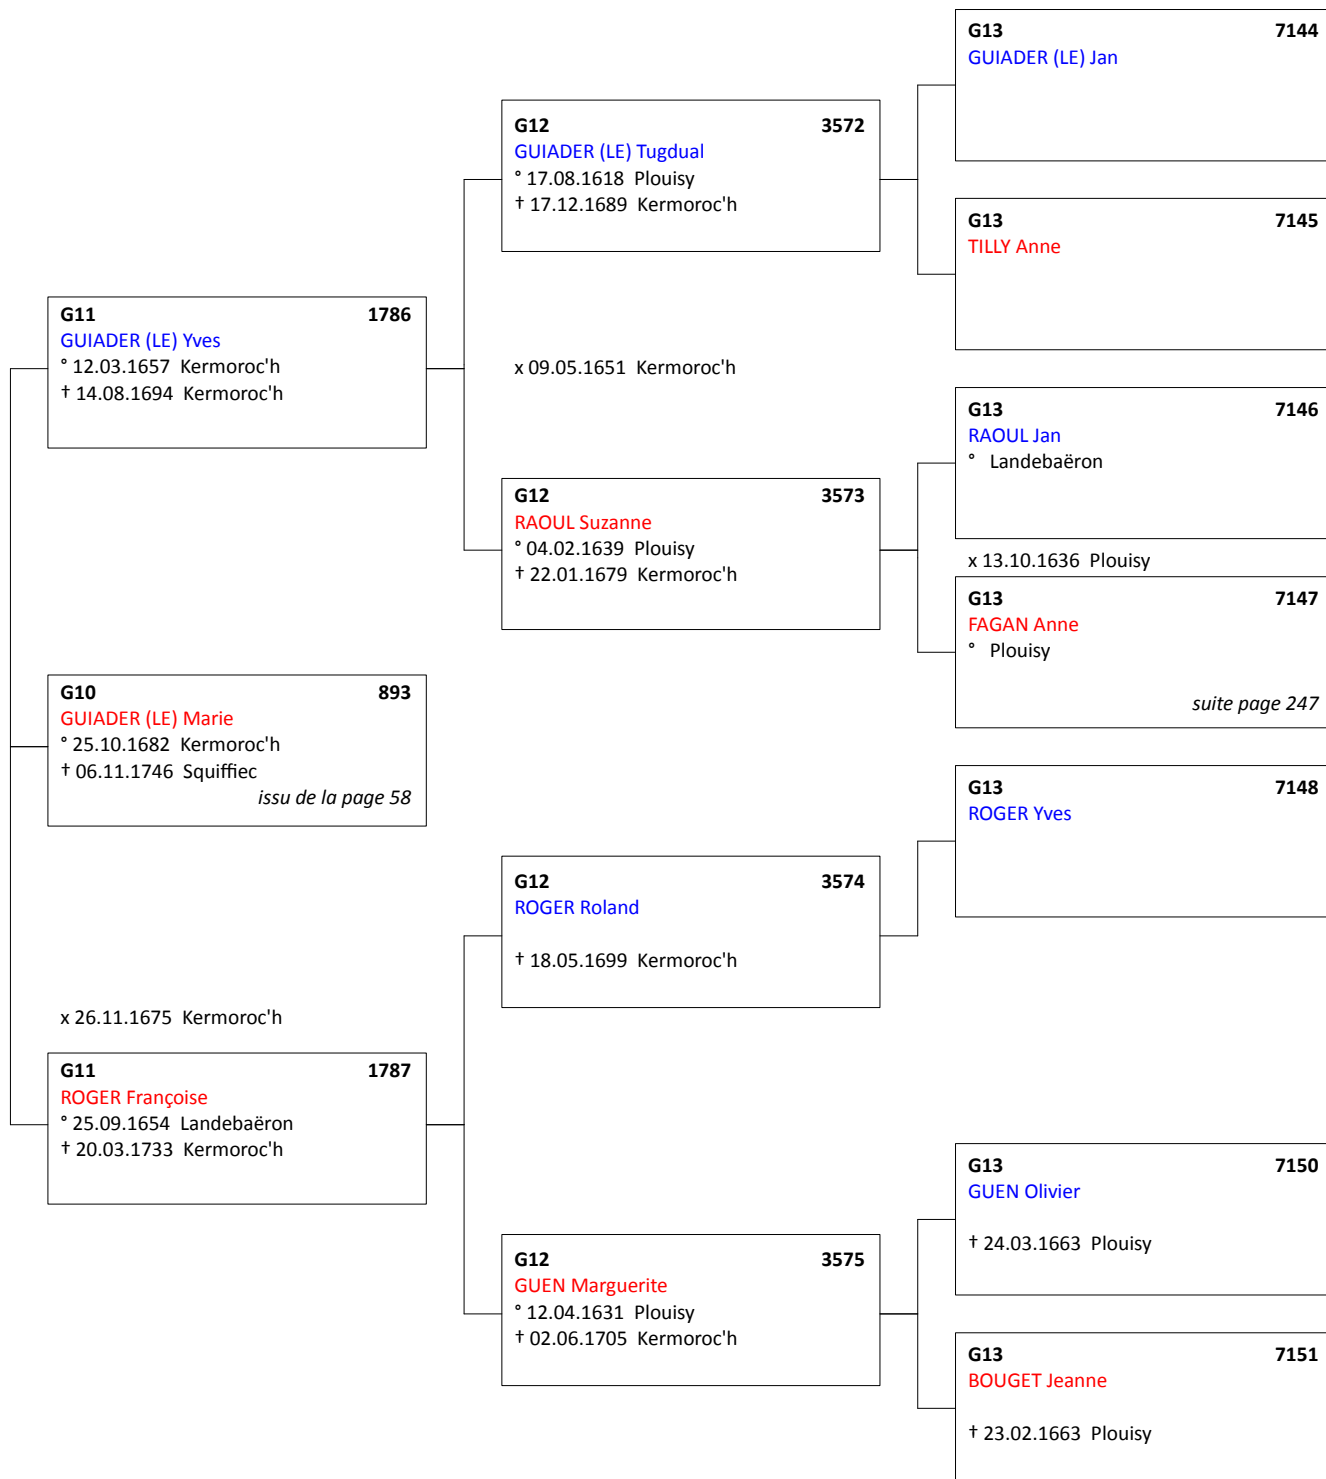 G13 7144
GUIADER (LE) Jan
G12 3572
GUIADER (LE) Tugdual
° 17.08.1618 Plouisy
† 17.12.1689 Kermoroc'h
G13 7145
TILLY Anne
G11 1786
GUIADER (LE) Yves
° 12.03.1657 Kermoroc'h
† 14.08.1694 Kermoroc'h
x 09.05.1651 Kermoroc'h
G13 7146
RAOUL Jan
° Landebaëron
G12 3573
RAOUL Suzanne
° 04.02.1639 Plouisy
† 22.01.1679 Kermoroc'h
x 13.10.1636 Plouisy
G13 7147
FAGAN Anne
° Plouisy
suite page 247
G10 893
GUIADER (LE) Marie
° 25.10.1682 Kermoroc'h
† 06.11.1746 Squiffiec
issu de la page 58
G13 7148
ROGER Yves
G12 3574
ROGER Roland
† 18.05.1699 Kermoroc'h
x 26.11.1675 Kermoroc'h
G11 1787
ROGER Françoise
° 25.09.1654 Landebaëron
† 20.03.1733 Kermoroc'h
G13 7150
GUEN Olivier
† 24.03.1663 Plouisy
G12 3575
GUEN Marguerite
° 12.04.1631 Plouisy
† 02.06.1705 Kermoroc'h
G13 7151
BOUGET Jeanne
† 23.02.1663 Plouisy